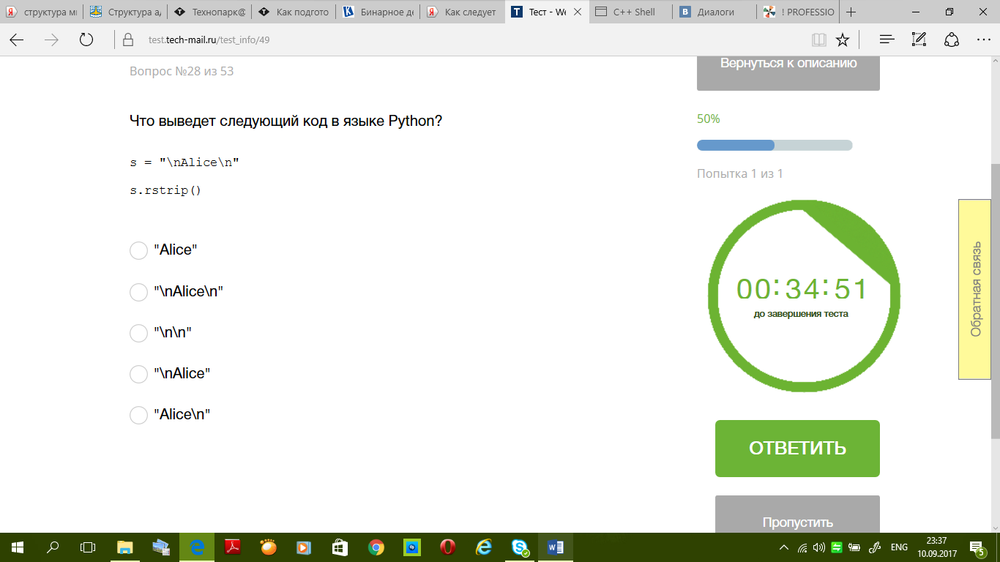 структура мі
Структура а
Технопарк@
Как подгото
Бинарное де
Как следует
Тест - We
C++ Shell
Диалоги
! PROFESSIO
test.tech-mail.ru/test_info/49
Вопрос №28 из 53
Вернуться к описанию
Что выведет следующий код в языке Python?
50%
s = "\nAlice\n"
Попытка 1 из 1
s.rstrip()
"Alice"
"\nAlice\n"
00:34:51
до завершения теста
Обратная связь
"\n\n"
"\nAlice"
"Alice\n"
ОТВЕТИТЬ
Пропустить
ENG
23:37
10.09.2017
5